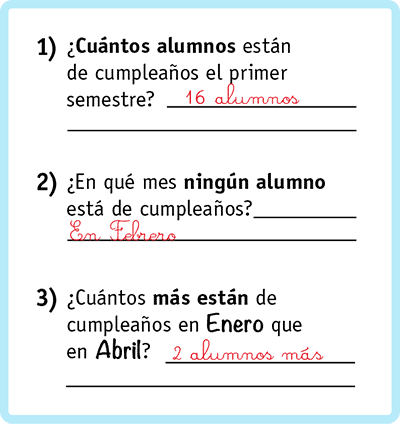 1) ¿Cuántos alumnos están
de cumpleaños el primer
semestre? 16 alumnos
2) ¿En qué mes ningún alumno
está de cumpleaños?
En Febrero
3) ¿Cuántos más están de
cumpleaños en Enero que
en Abril? 2 alumnos más